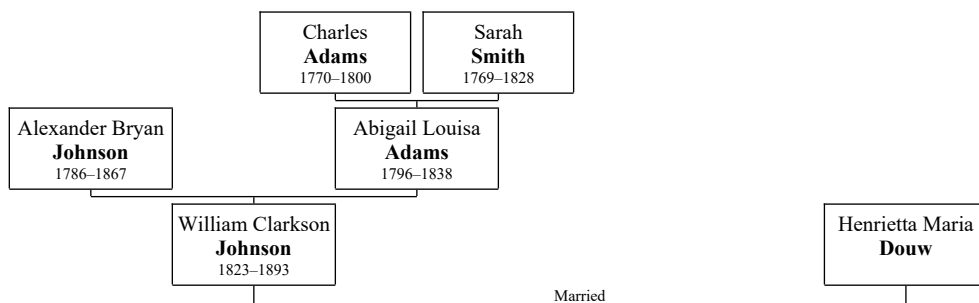 Charles
Adams
1770–1800
Sarah
Smith
1769–1828
Alexander Bryan
Johnson
1786–1867
Abigail Louisa
Adams
1796–1838
William Clarkson
Johnson
1823–1893
Henrietta Maria
Douw
Married